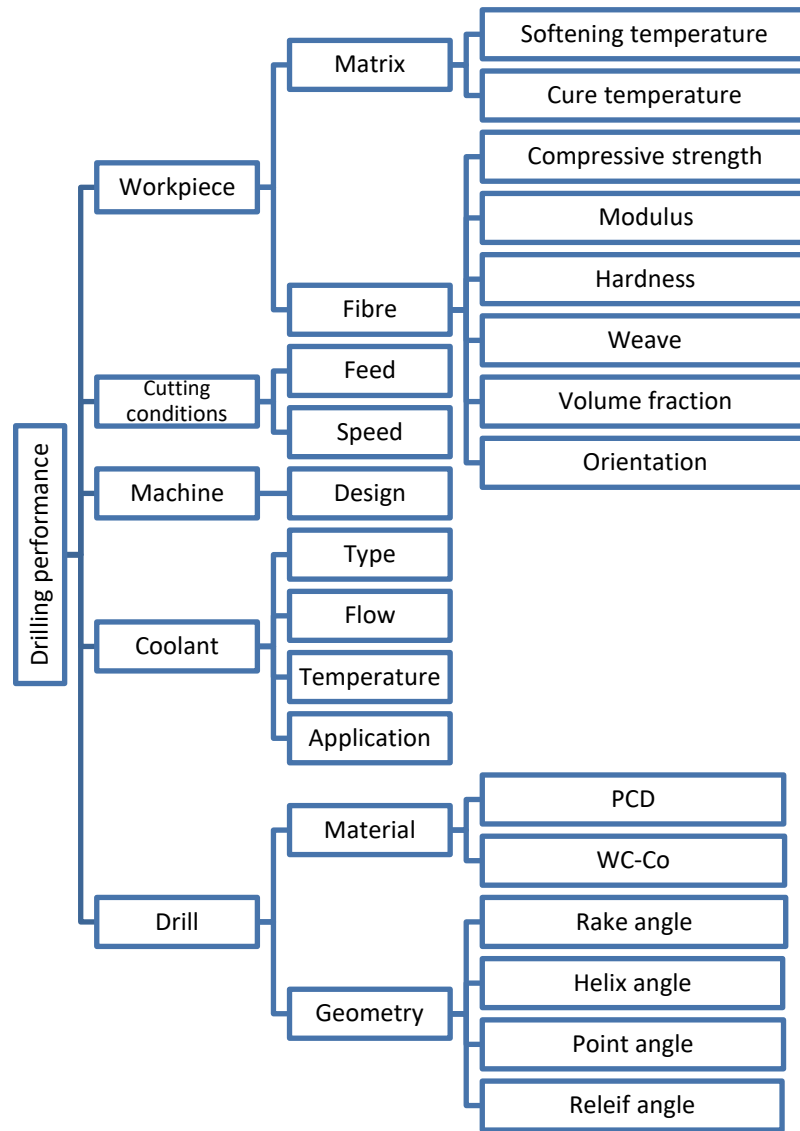 Drilling performance
Workpiece
Matrix
Softening temperature
Cure temperature
Fibre
Compressive strength
Modulus
Hardness
Weave
Volume fraction
Orientation
Cutting
conditions
Feed
Speed
Machine
Design
Coolant
Type
Flow
Temperature
Application
Drill
Material
PCD
WC-Co
Geometry
Rake angle
Helix angle
Point angle
Releif angle